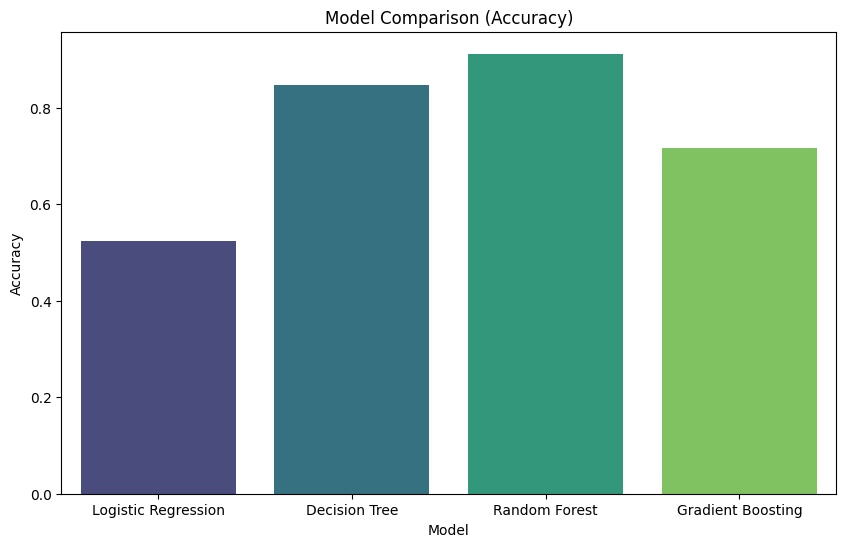 Model Comparison (Accuracy)
Accuracy
0.8
0.6
0.4
0.2
0.0
Logistic Regression
Decision Tree
Random Forest
Gradient Boosting
Model